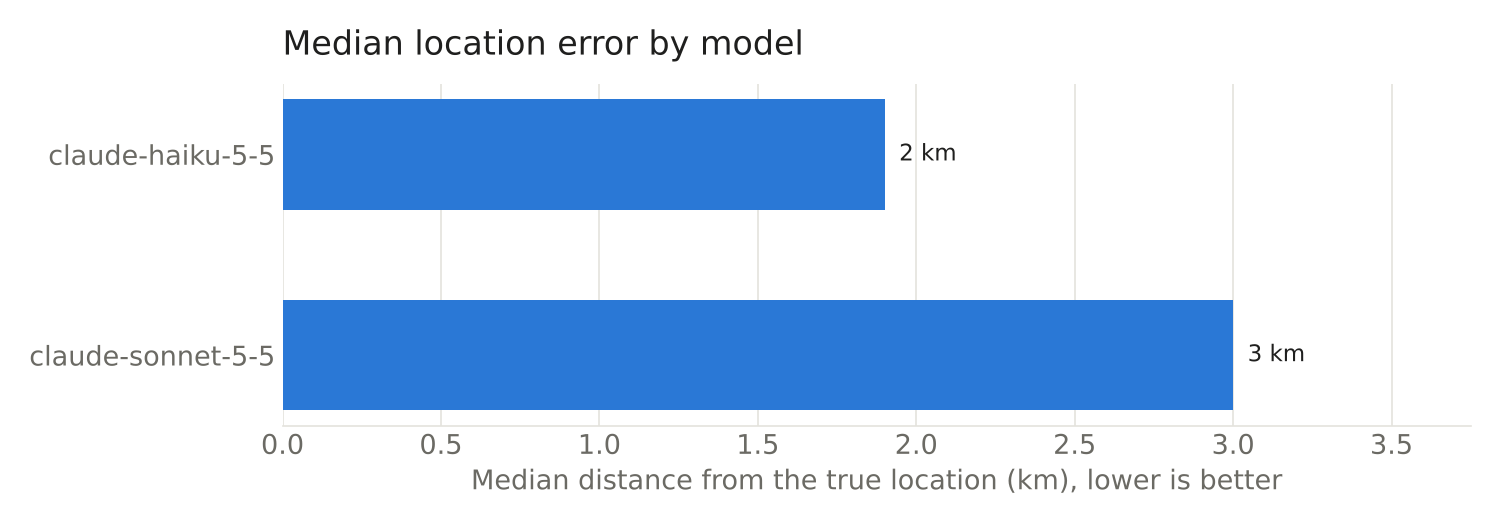 Median location error by model
claude-haiku-5-5
2 km
claude-sonnet-5-5
3 km
0.0 0.5 1.0 1.5 2.0 2.5 3.0 3.5
Median distance from the true location (km), lower is better